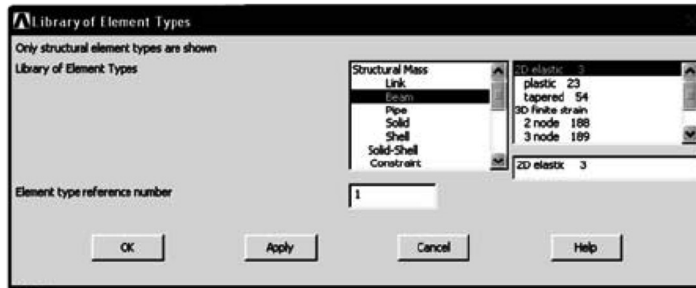 Library of Element Types
Only structural element types are shown
Library of Element Types
Structural Mass
Link
Beam
Pipe
Solid
Shell
Solid-Shell
Constraint
2D elastic 3
plastic 23
tapered 54
3D finite strain
2 node 188
3 node 189
2D elastic 3
Element type reference number
1
OK
Apply
Cancel
Help